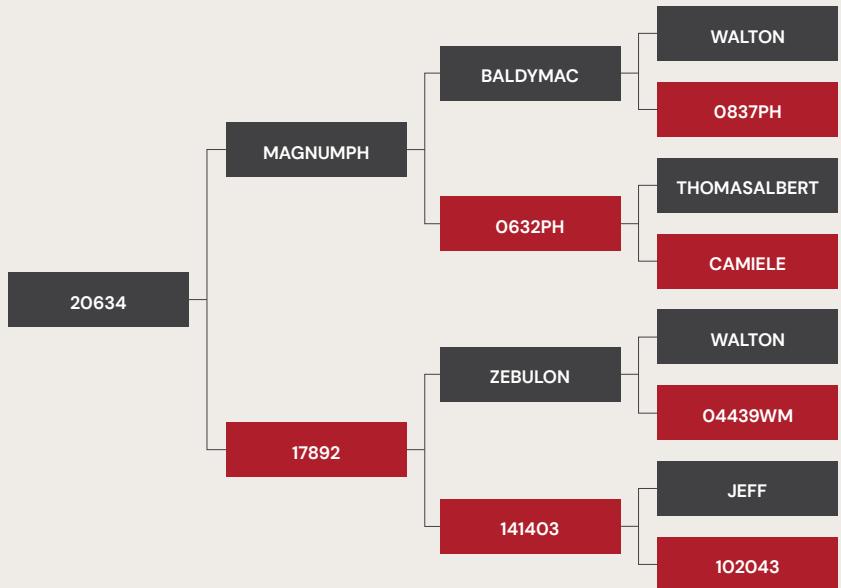 WALTON
BALDYMAC
0837PH
MAGNUMPH
THOMASALBERT
0632PH
CAMIELE
20634
WALTON
ZEBULON
04439WM
17892
JEFF
141403
102043